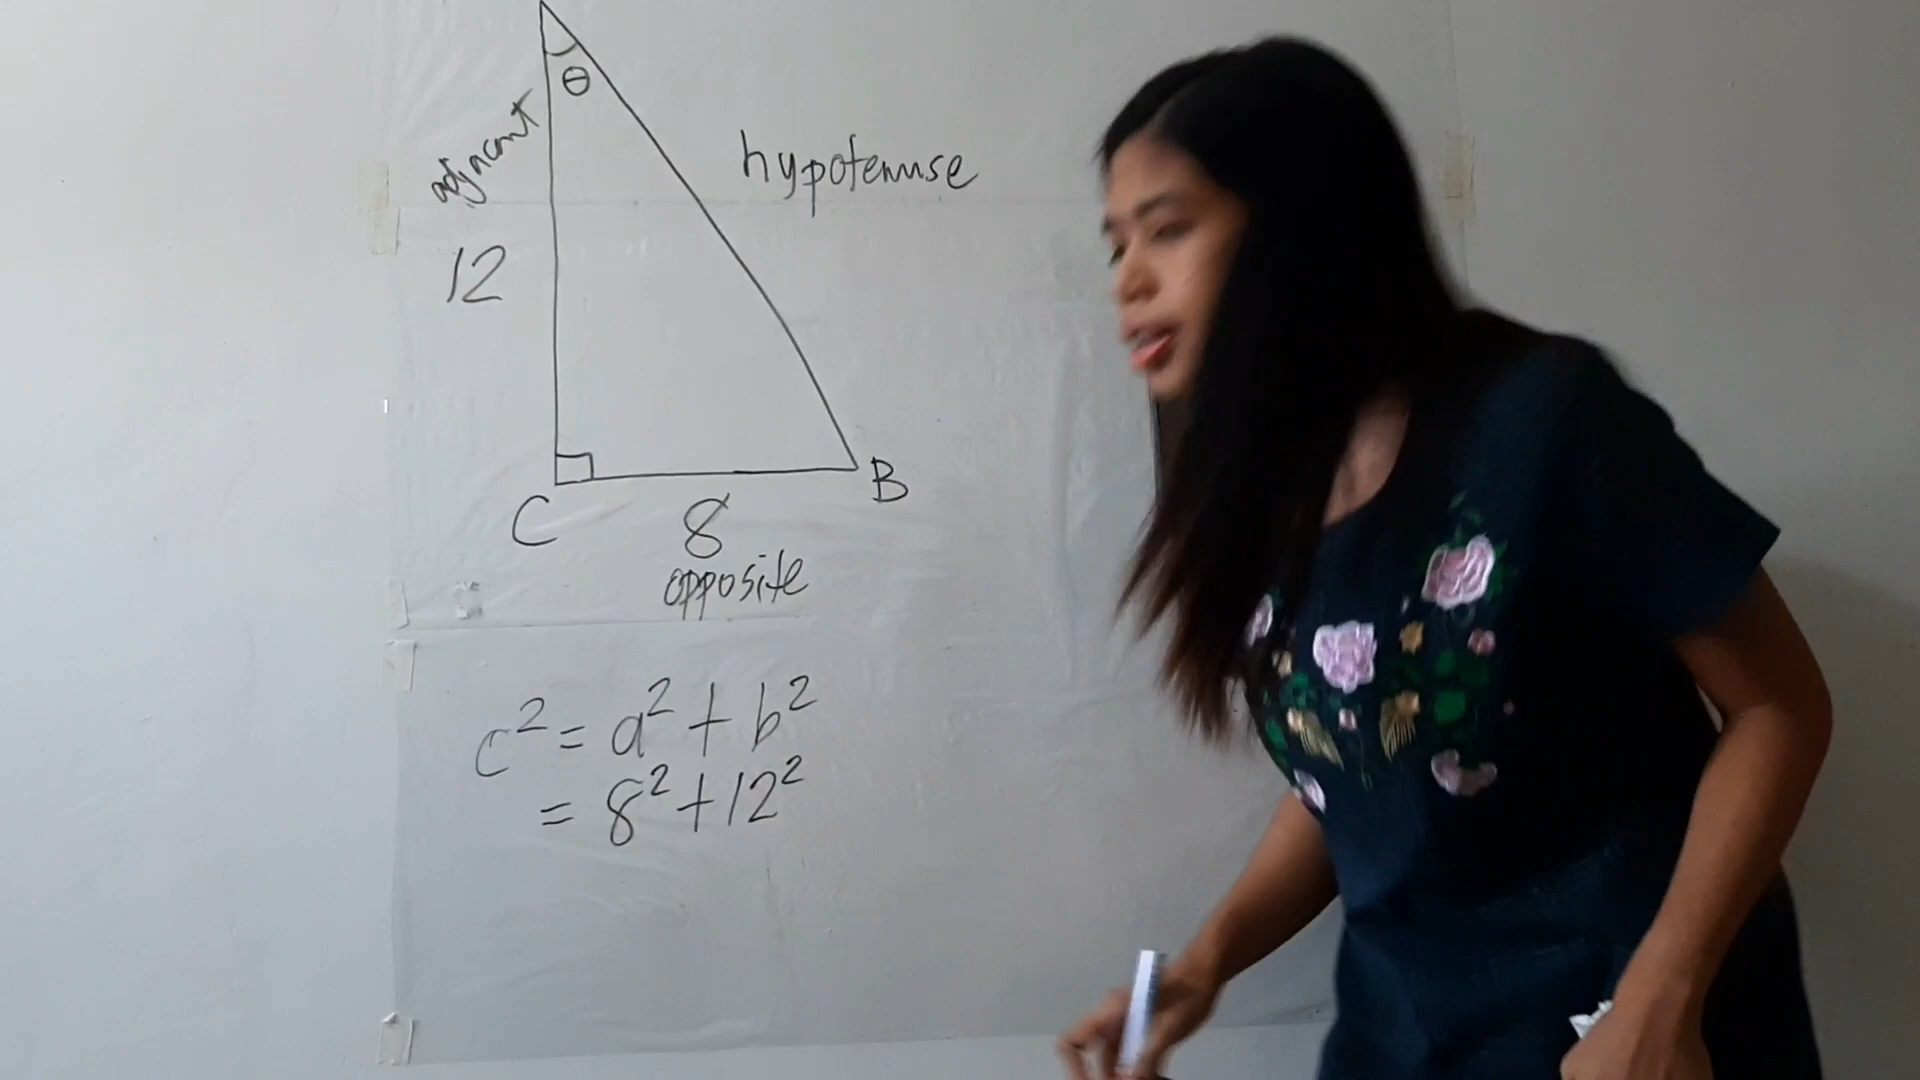 θ
adjacent
hypotenuse
12
C
8
B
opposite
c² = a² + b²
= 8² + 12²